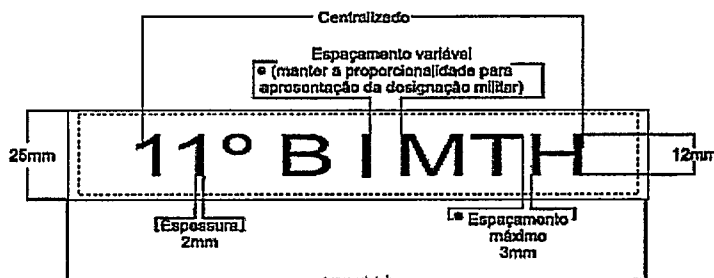 Centralizado
Espaçamento variável
• (manter a proporcionalidade para
apresentação da designação militar)
25mm
11º B I MTH
12mm
Espessura
2mm
• Espaçamento
máximo
3mm